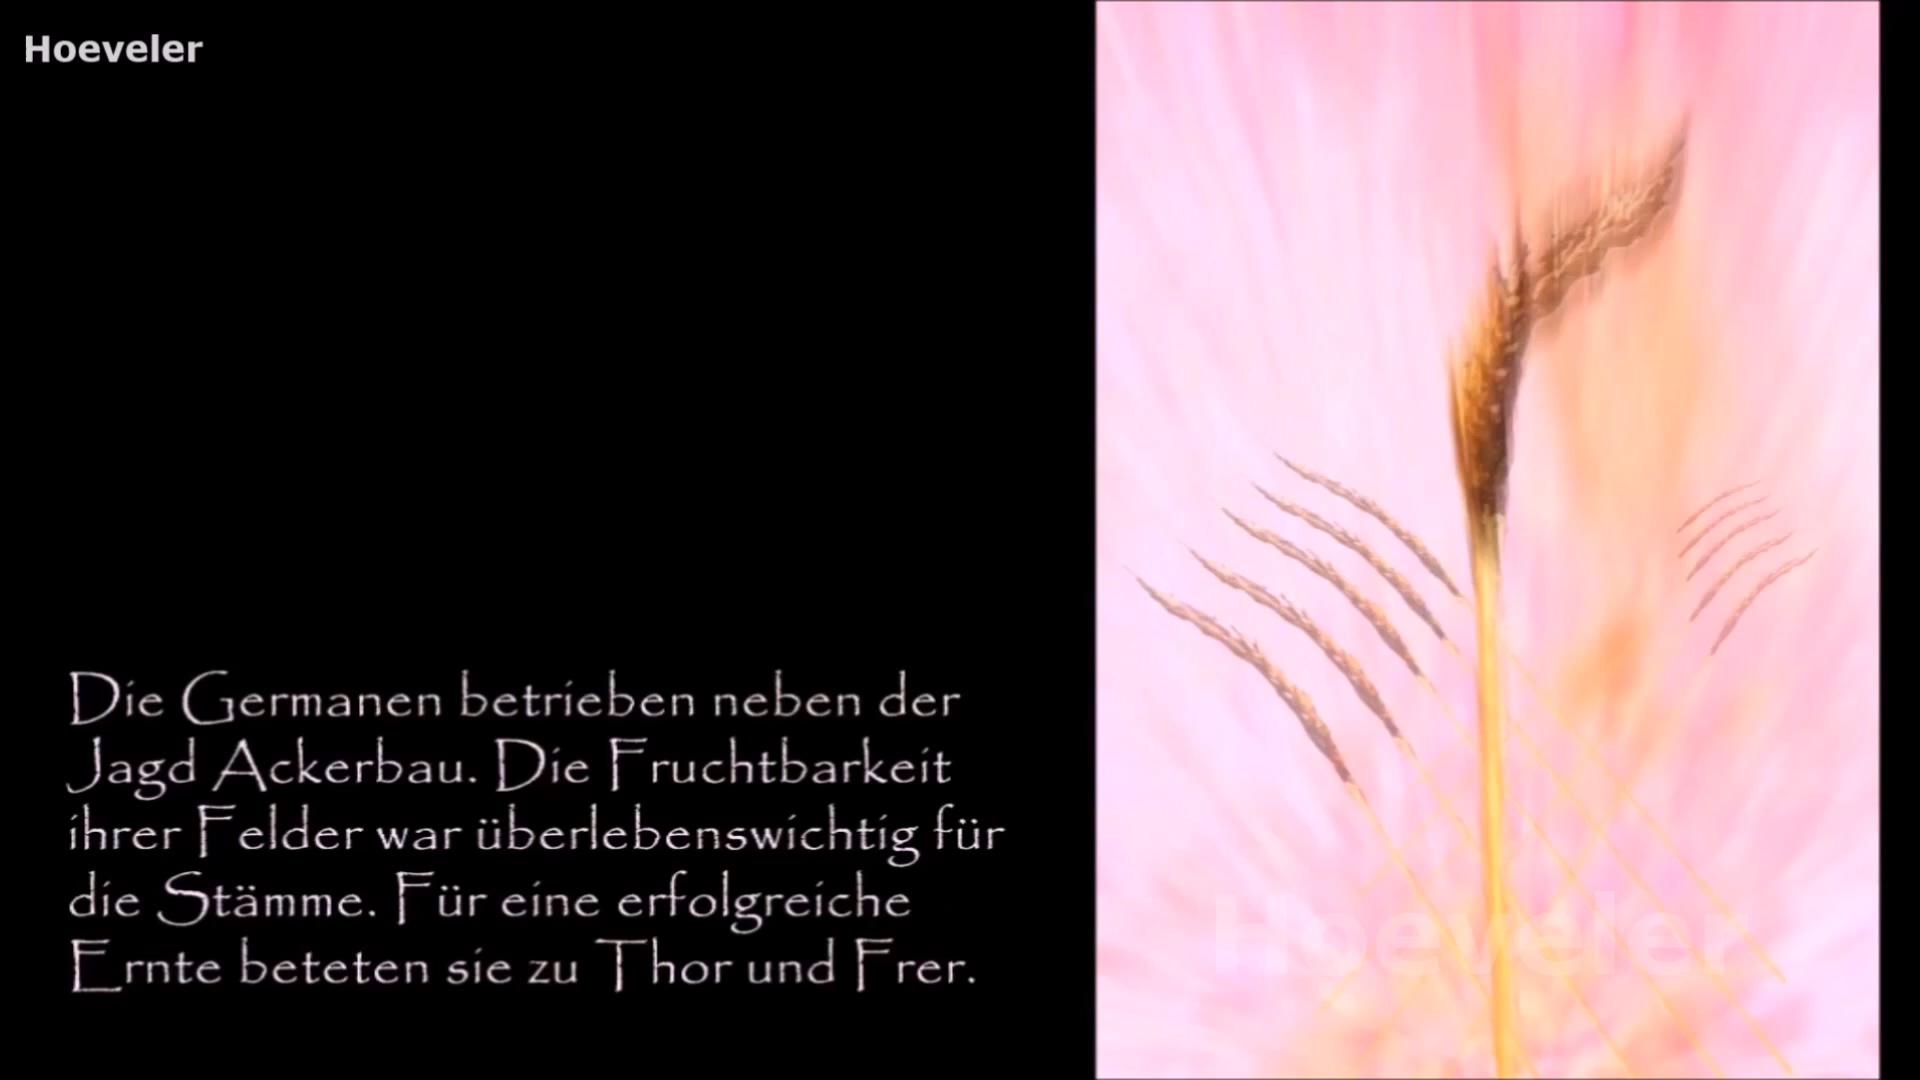 Hoeveler
Die Germanen betrieben neben der
Jagd Ackerbau. Die Fruchtbarkeit
ihrer Felder war überlebenswichtig für
die Stämme. Für eine erfolgreiche
Ernte beteten sie zu Thor und Frer.
Hoeveler